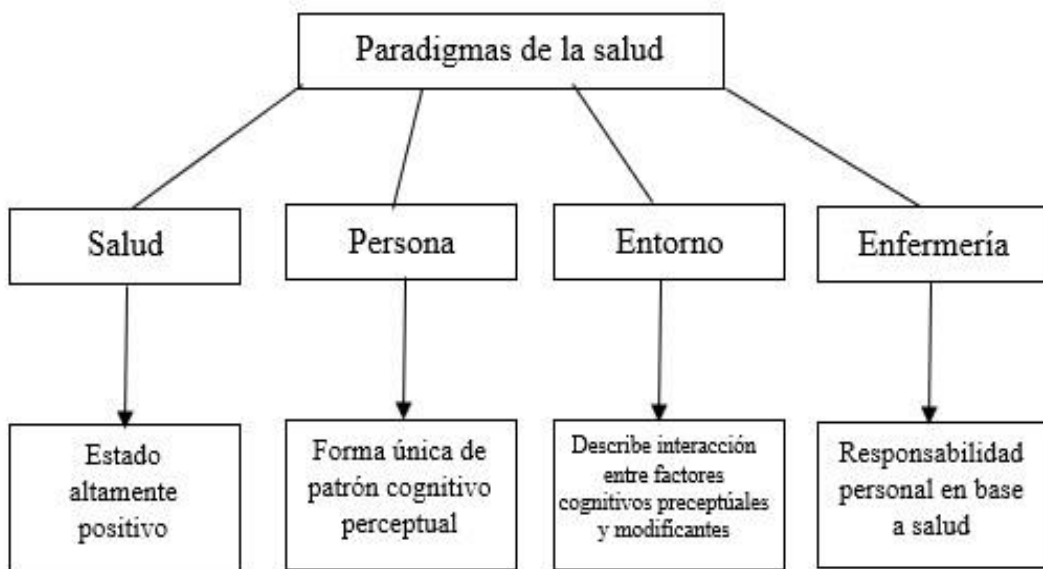 Paradigmas de la salud
Salud
Persona
Entorno
Enfermería
Estado
altamente
positivo
Forma única de
patrón cognitivo
perceptual
Describe interacción
entre factores
cognitivos preceptúales
y modificantes
Responsabilidad
personal en base
a salud